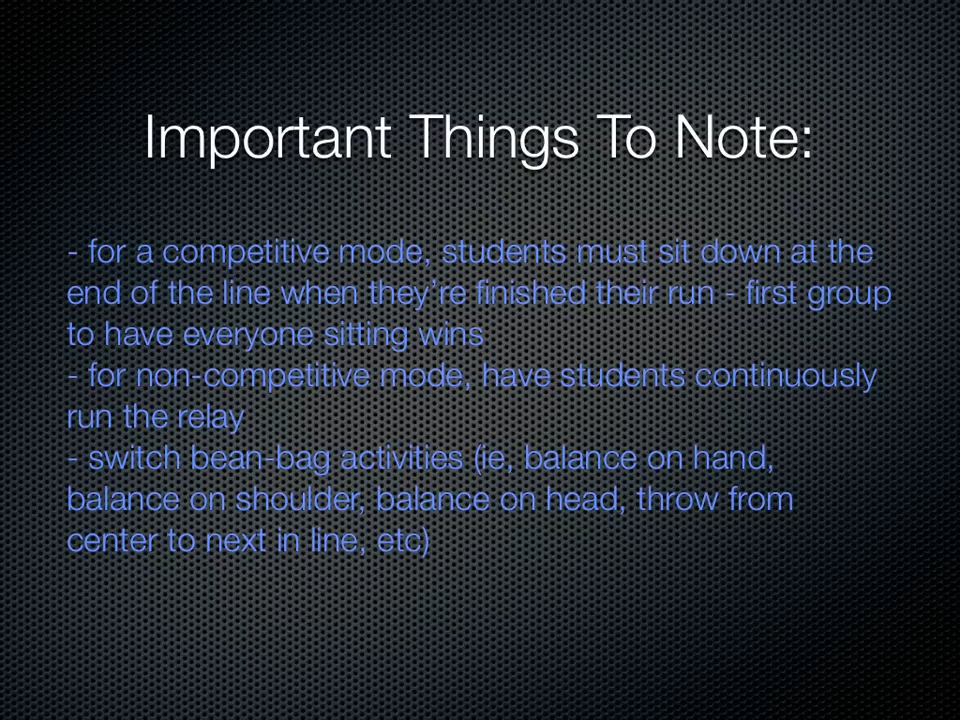 Important Things To Note:
- for a competitive mode, students must sit down at the
end of the line when they’re finished their run - first group
to have everyone sitting wins
- for non-competitive mode, have students continuously
run the relay
- switch bean-bag activities (ie, balance on hand,
balance on shoulder, balance on head, throw from
center to next in line, etc)